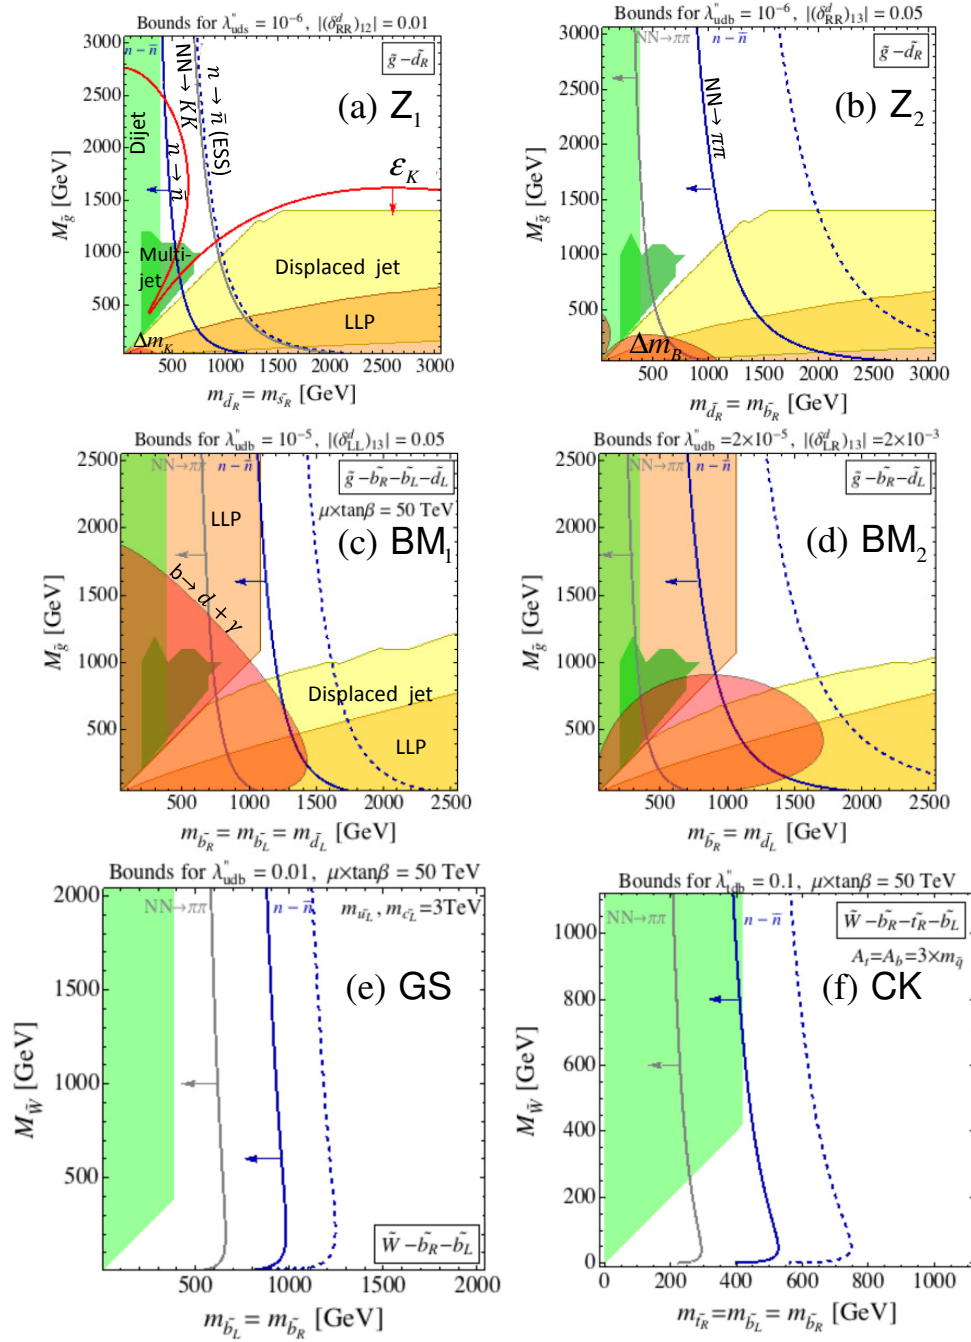 Bounds for λ''uds = 10⁻⁶, |(δᵈRR)12| = 0.01
n − n̄
g̃ − d̃R
Dijet
n → n̄
NN → KK
n → n̄ (ESS)
(a) Z1
εK
Multi-
jet
Displaced jet
LLP
ΔmK
3000
2500
2000
1500
1000
500
Mg̃ [GeV]
500 1000 1500 2000 2500 3000
md̃R = ms̃R [GeV]
Bounds for λ''udb = 10⁻⁶, |(δᵈRR)13| = 0.05
NN→ππ n − n̄
g̃ − d̃R
NN → ππ
(b) Z2
ΔmB
3000
2500
2000
1500
1000
500
Mg̃ [GeV]
500 1000 1500 2000 2500 3000
md̃R = mb̃R [GeV]
Bounds for λ''udb = 10⁻⁵, |(δᵈLL)13| = 0.05
NN→ππ n − n̄
g̃ − b̃R − b̃L − d̃L
μ×tanβ = 50 TeV
LLP
(c) BM1
b → d + γ
Displaced jet
LLP
2500
2000
1500
1000
500
Mg̃ [GeV]
500 1000 1500 2000 2500
mb̃R = mb̃L = md̃L [GeV]
Bounds for λ''udb = 2×10⁻⁵, |(δᵈLR)13| = 2×10⁻³
NN→ππ n − n̄
g̃ − b̃R − d̃L
(d) BM2
2500
2000
1500
1000
500
Mg̃ [GeV]
500 1000 1500 2000 2500
mb̃R = md̃L [GeV]
Bounds for λ''udb = 0.01, μ×tanβ = 50 TeV
NN→ππ n − n̄
mũL, mc̃L = 3TeV
(e) GS
W̃ − b̃R − b̃L
2000
1500
1000
500
MW̃ [GeV]
500 1000 1500 2000
mb̃L = mb̃R [GeV]
Bounds for λ''tdb = 0.1, μ×tanβ = 50 TeV
NN→ππ n − n̄
W̃ − b̃R − t̃R − b̃L
At = Ab = 3×mq̃
(f) CK
1000
800
600
400
200
0
MW̃ [GeV]
0 200 400 600 800 1000
mt̃R = mb̃L = mb̃R [GeV]